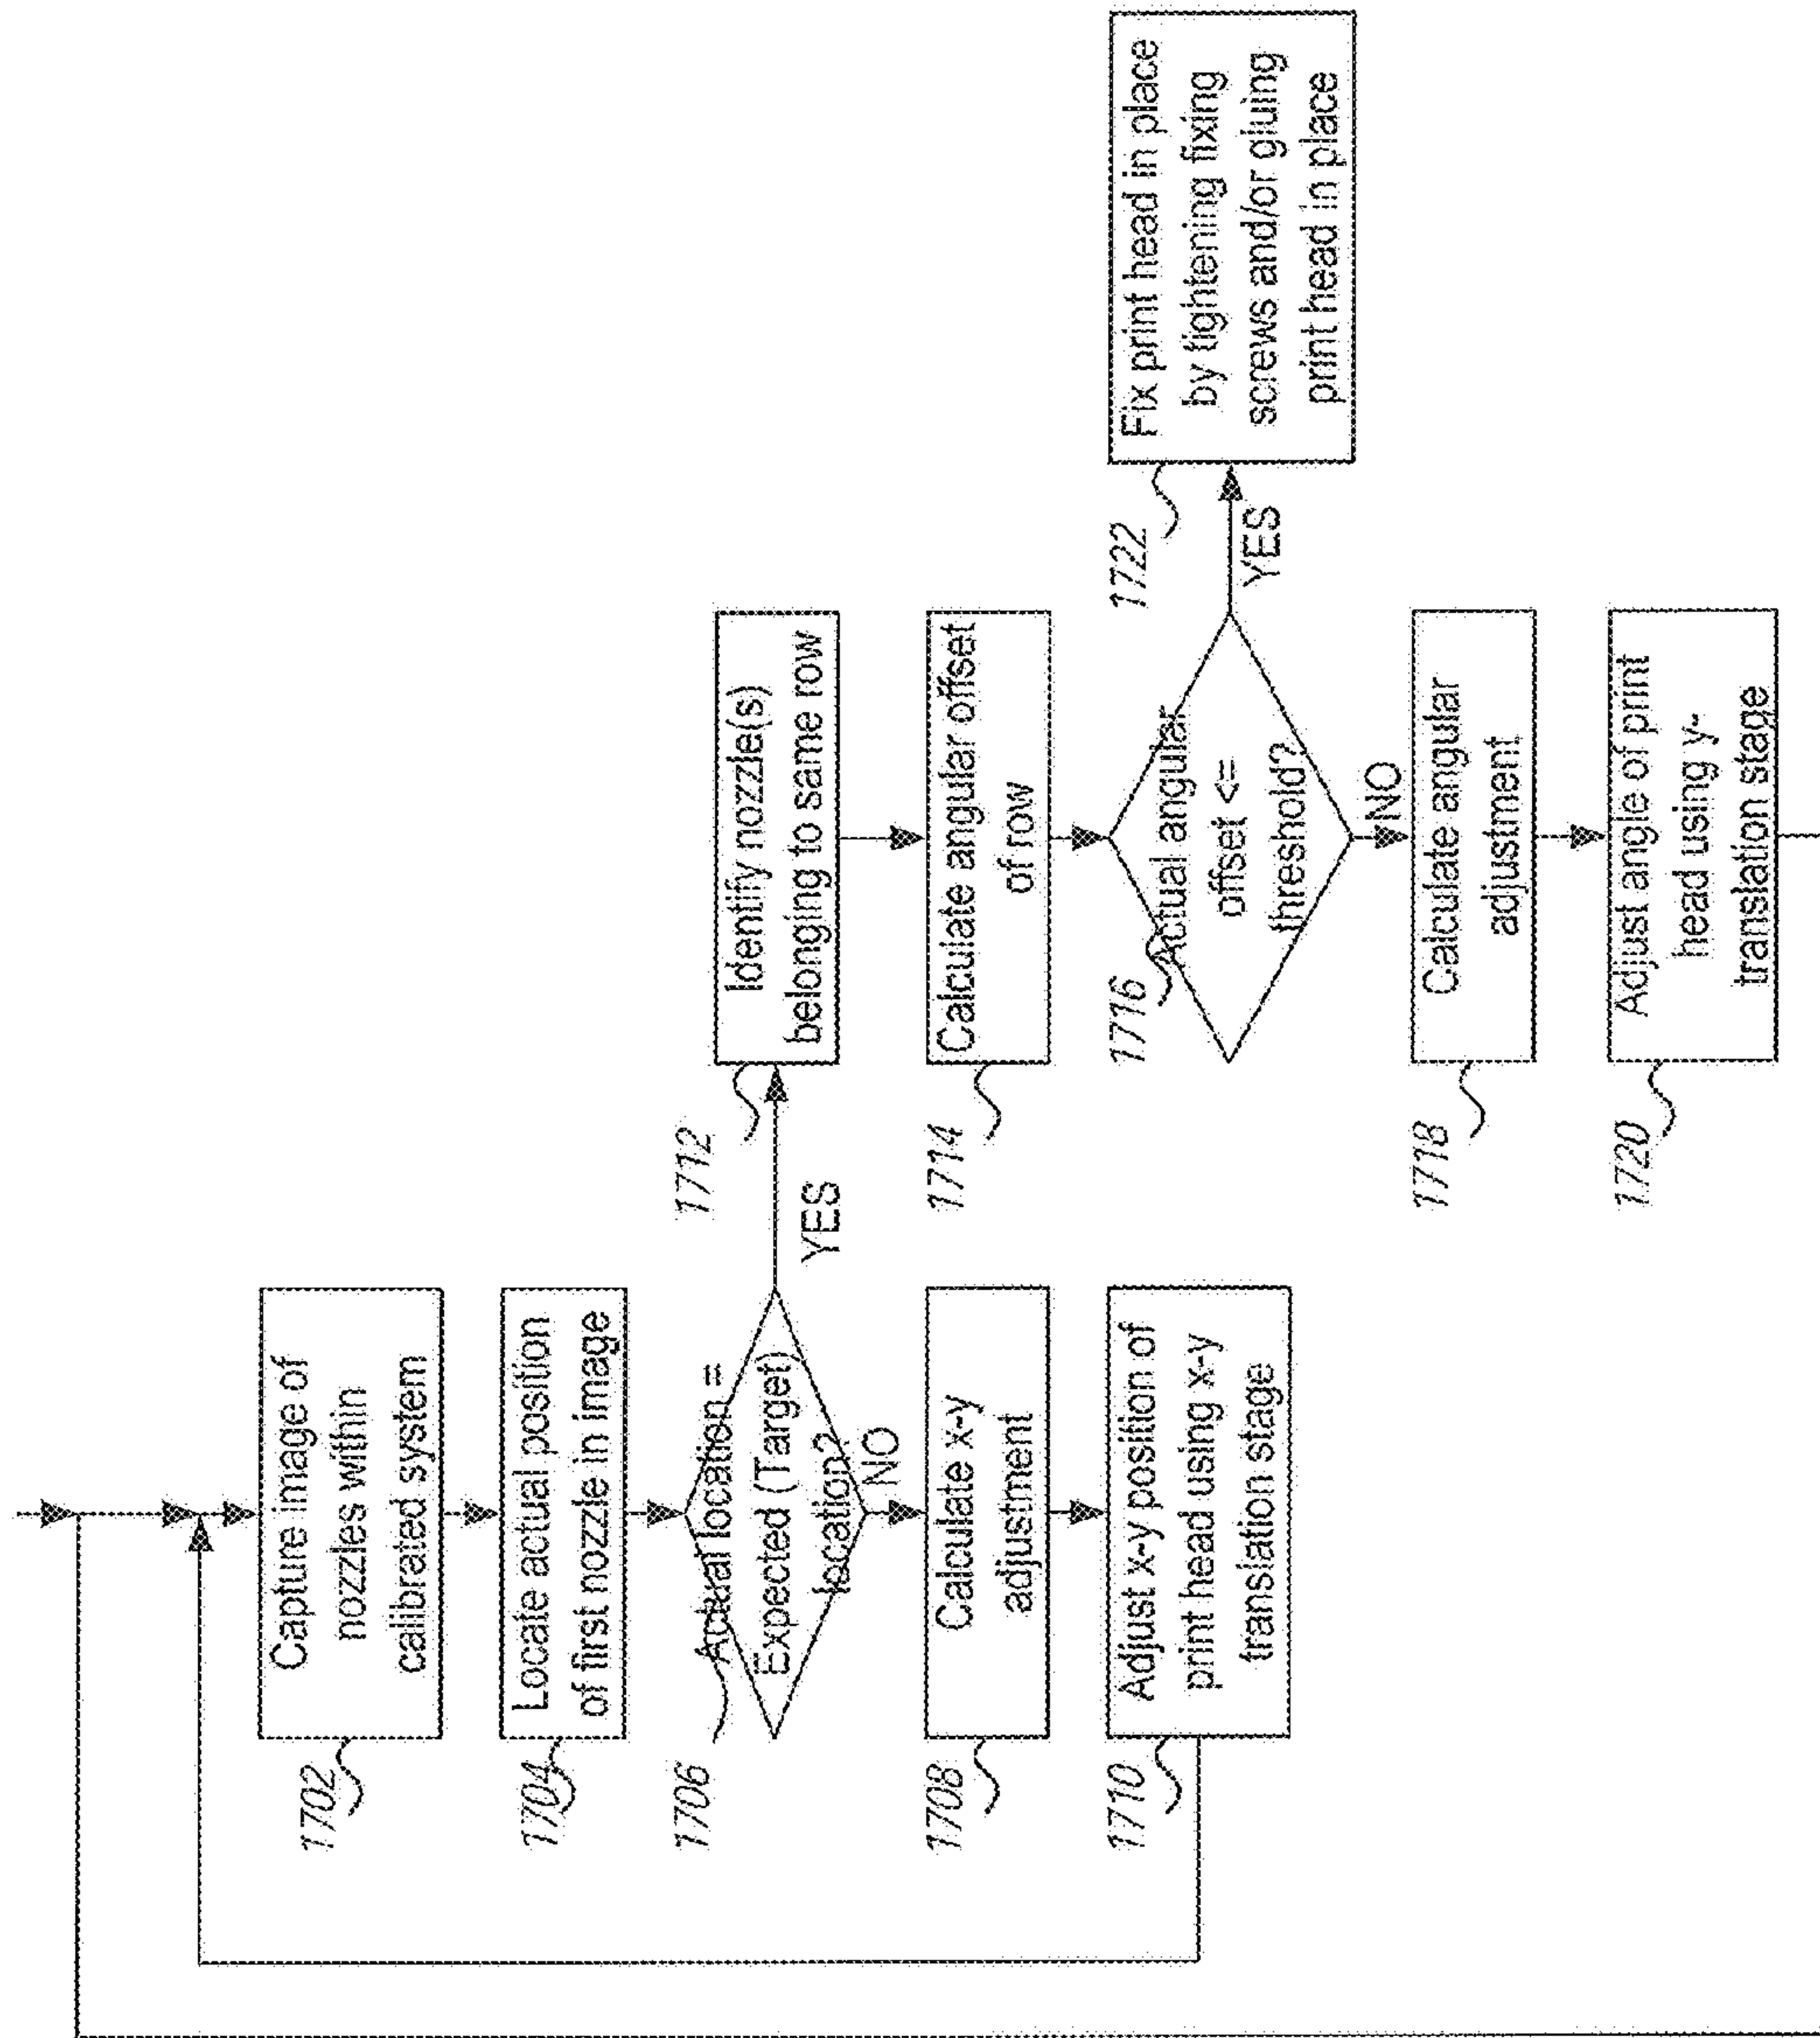 1702
Capture image of
nozzles within
calibrated system
1704
Locate actual position
of first nozzle in image
1706
Actual location =
Expected (Target)
location?
YES
NO
1708
Calculate x-y
adjustment
1710
Adjust x-y position of
print head using x-y
translation stage
1712
Identify nozzle(s)
belonging to same row
1714
Calculate angular offset
of row
1716
Actual angular
offset <=
threshold?
YES
NO
1718
Calculate angular
adjustment
1720
Adjust angle of print
head using y-
translation stage
1722
Fix print head in place
by tightening fixing
screws and/or gluing
print head in place